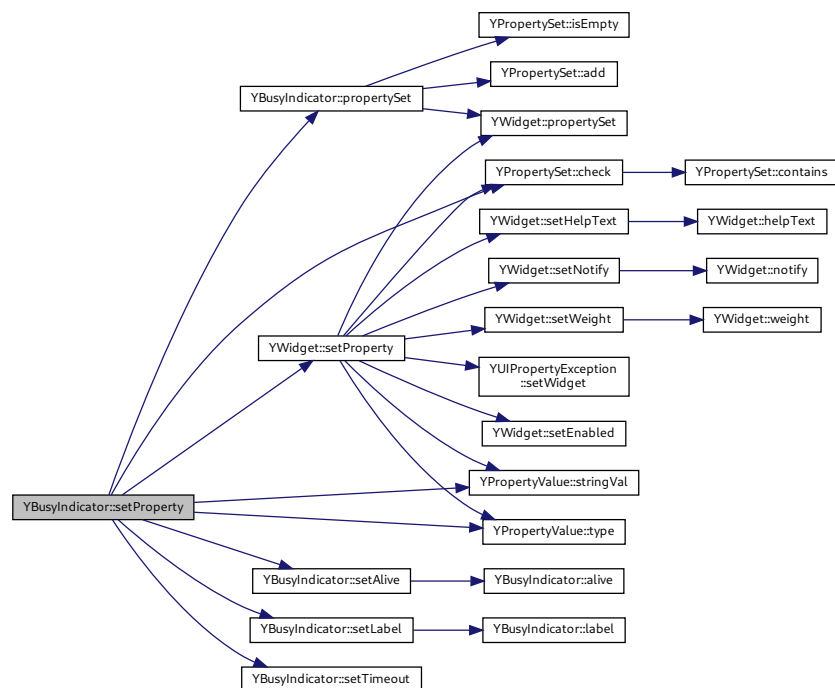 YPropertySet::isEmpty
YPropertySet::add
YBusyIndicator::propertySet
YWidget::propertySet
YPropertySet::check
YPropertySet::contains
YWidget::setHelpText
YWidget::helpText
YWidget::setNotify
YWidget::notify
YWidget::setWeight
YWidget::weight
YWidget::setProperty
YUIPropertyException
::setWidget
YWidget::setEnabled
YPropertyValue::stringVal
YBusyIndicator::setProperty
YPropertyValue::type
YBusyIndicator::setAlive
YBusyIndicator::alive
YBusyIndicator::setLabel
YBusyIndicator::label
YBusyIndicator::setTimeout